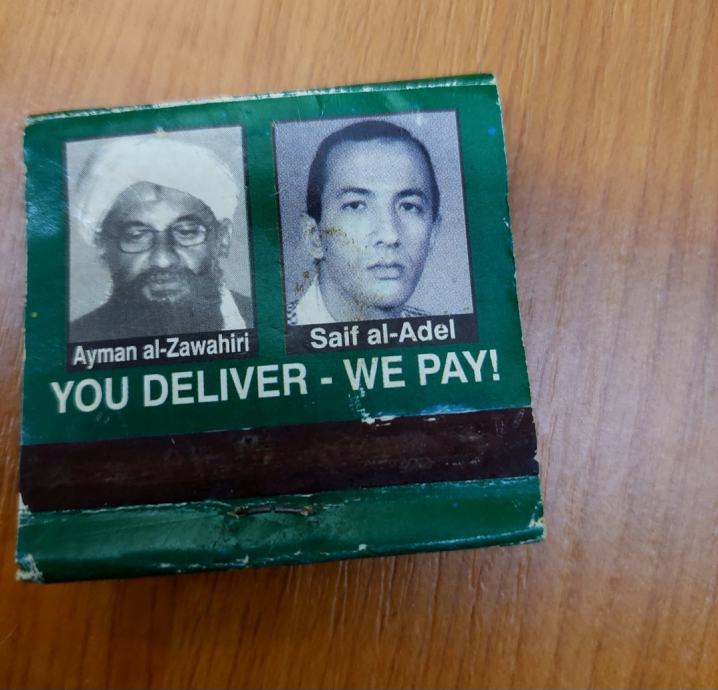 Ayman al-Zawahiri
Saif al-Adel
YOU DELIVER - WE PAY!